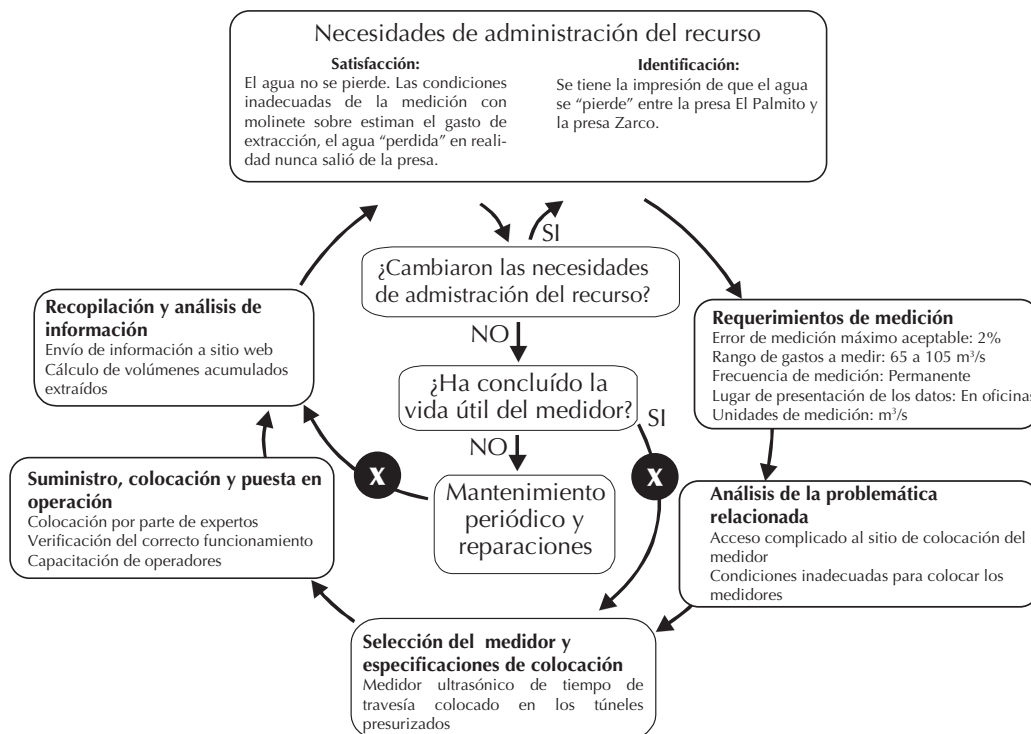 Necesidades de administración del recurso
Satisfacción:
El agua no se pierde. Las condiciones
inadecuadas de la medición con
molinete sobre estiman el gasto de
extracción, el agua “perdida” en reali-
dad nunca salió de la presa.
Identificación:
Se tiene la impresión de que el agua
se “pierde” entre la presa El Palmito y
la presa Zarco.
SI
¿Cambiaron las necesidades
de admistración del recurso?
NO
¿Ha concluído la
vida útil del medidor?
SI
NO
Mantenimiento
periódico y
reparaciones
X
X
Requerimientos de medición
Error de medición máximo aceptable: 2%
Rango de gastos a medir: 65 a 105 m³/s
Frecuencia de medición: Permanente
Lugar de presentación de los datos: En oficinas
Unidades de medición: m³/s
Análisis de la problemática
relacionada
Acceso complicado al sitio de colocación del
medidor
Condiciones inadecuadas para colocar los
medidores
Selección del medidor y
especificaciones de colocación
Medidor ultrasónico de tiempo de
travesía colocado en los túneles
presurizados
Suministro, colocación y puesta en
operación
Colocación por parte de expertos
Verificación del correcto funcionamiento
Capacitación de operadores
Recopilación y análisis de
información
Envío de información a sitio web
Cálculo de volúmenes acumulados
extraídos